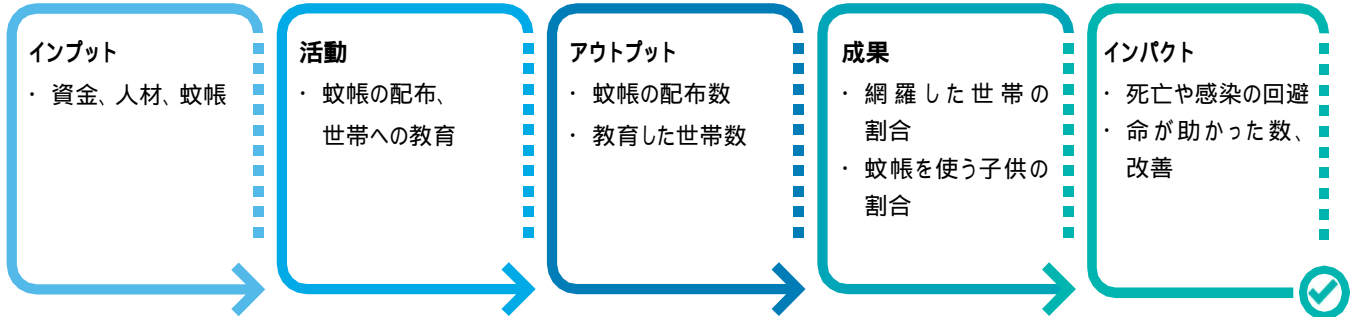 インプット
・ 資金、人材、蚊帳
活動
・ 蚊帳の配布、
世帯への教育
アウトプット
・ 蚊帳の配布数
・ 教育した世帯数
成果
・ 網羅した世帯の
割合
・ 蚊帳を使う子供の
割合
インパクト
・ 死亡や感染の回避
・ 命が助かった数、
改善